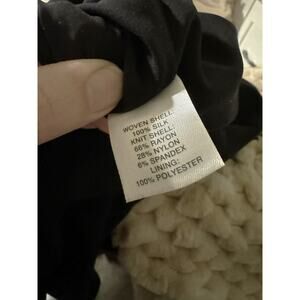 WOVEN SHELL:
100% SILK
KNIT SHELL:
66% RAYON
28% NYLON
6% SPANDEX
LINING:
100% POLYESTER